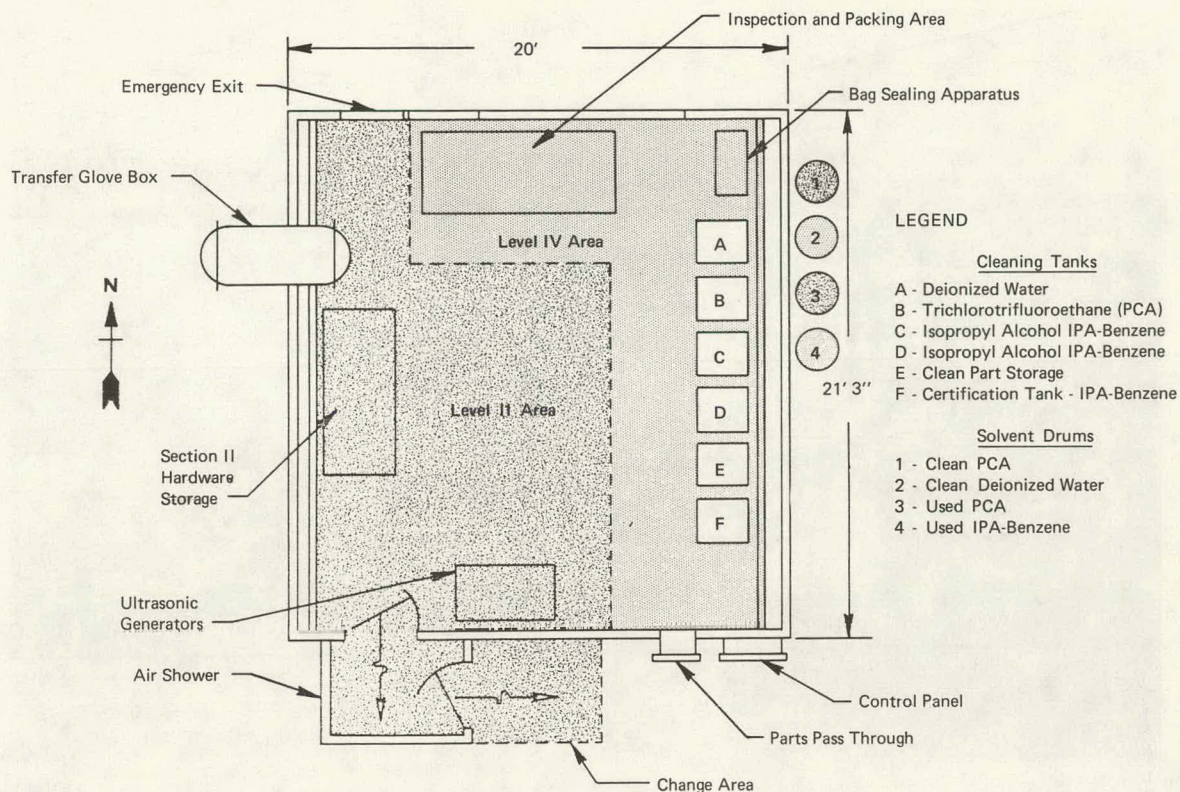 Inspection and Packing Area
20'
Emergency Exit
Bag Sealing Apparatus
Transfer Glove Box
1
2
3
4
Level IV Area
A
B
C
D
E
F
N
LEGEND
Cleaning Tanks
A - Deionized Water
B - Trichlorotrifluoroethane (PCA)
C - Isopropyl Alcohol IPA-Benzene
D - Isopropyl Alcohol IPA-Benzene
E - Clean Part Storage
F - Certification Tank - IPA-Benzene
21' 3"
Level I1 Area
Section II
Hardware
Storage
Solvent Drums
1 - Clean PCA
2 - Clean Deionized Water
3 - Used PCA
4 - Used IPA-Benzene
Ultrasonic
Generators
Air Shower
Control Panel
Parts Pass Through
Change Area